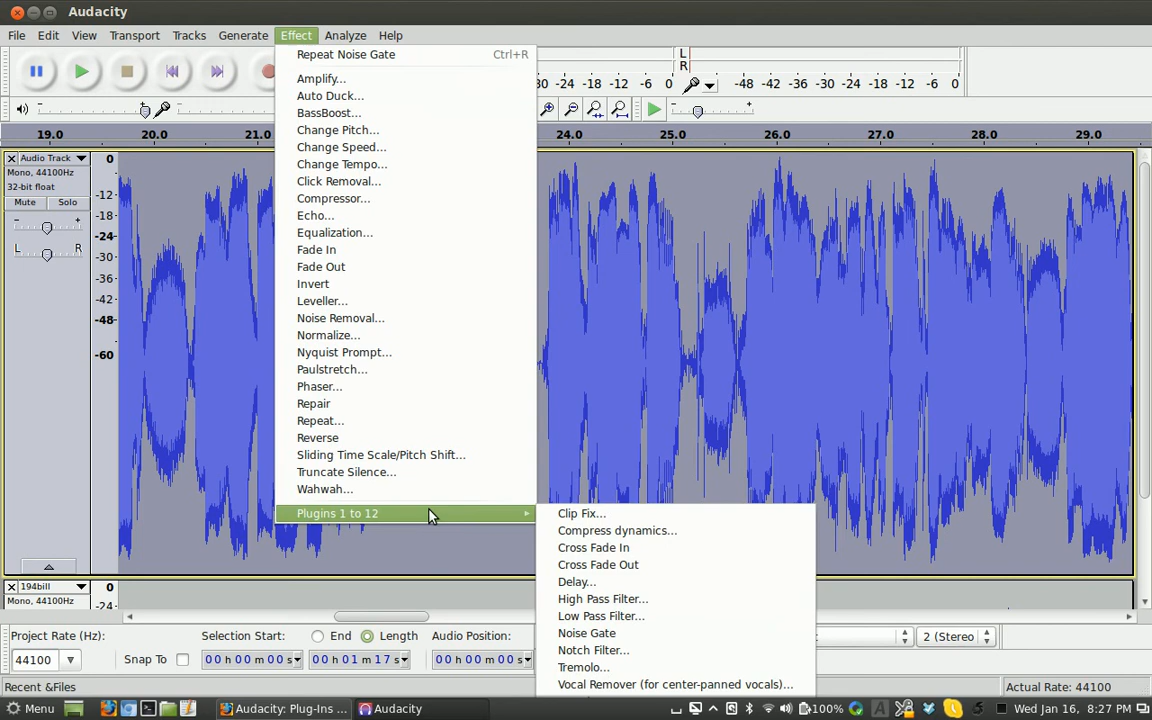 Audacity
File Edit View Transport Tracks Generate Effect Analyze Help
Repeat Noise Gate Ctrl+R
Amplify...
Auto Duck...
BassBoost...
Change Pitch...
Change Speed...
Change Tempo...
Click Removal...
Compressor...
Echo...
Equalization...
Fade In
Fade Out
Invert
Leveller...
Noise Removal...
Normalize...
Nyquist Prompt...
Paulstretch...
Phaser...
Repair
Repeat...
Reverse
Sliding Time Scale/Pitch Shift...
Truncate Silence...
Wahwah...
Plugins 1 to 12
Clip Fix...
Compress dynamics...
Cross Fade In
Cross Fade Out
Delay...
High Pass Filter...
Low Pass Filter...
Noise Gate
Notch Filter...
Tremolo...
Vocal Remover (for center-panned vocals)...
L
R
30 -24 -18 -12 -6 0
-48 -42 -36 -30 -24 -18 -12 -6 0
- + - +
- +
19.0 20.0 21.0 24.0 25.0 26.0 27.0 28.0 29.0
Audio Track
Mono, 44100Hz
32-bit float
Mute Solo
- +
L R
0
-12
-18
-24
-30
-36
-42
-48
-60
194bill
Mono, 44100Hz
0
-24
Project Rate (Hz): Selection Start: End Length Audio Position:
44100 Snap To 00 h 00 m 00 s 00 h 01 m 17 s 00 h 00 m 00 s 2 (Stereo
Recent &Files Actual Rate: 44100
Menu Audacity: Plug-Ins ... Audacity 100% Wed Jan 16, 8:27 PM